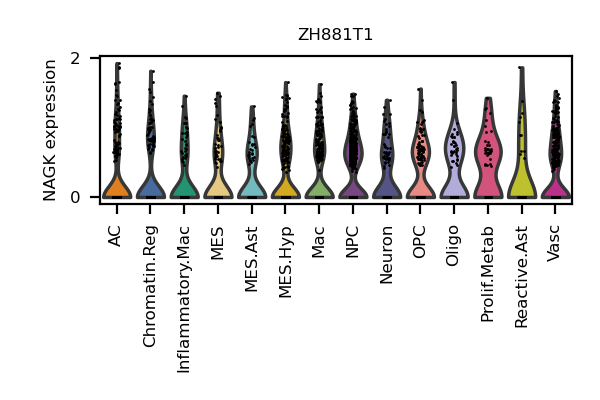 ZH881T1
NAGK expression
2
0
AC
Chromatin.Reg
Inflammatory.Mac
MES
MES.Ast
MES.Hyp
Mac
NPC
Neuron
OPC
Oligo
Prolif.Metab
Reactive.Ast
Vasc